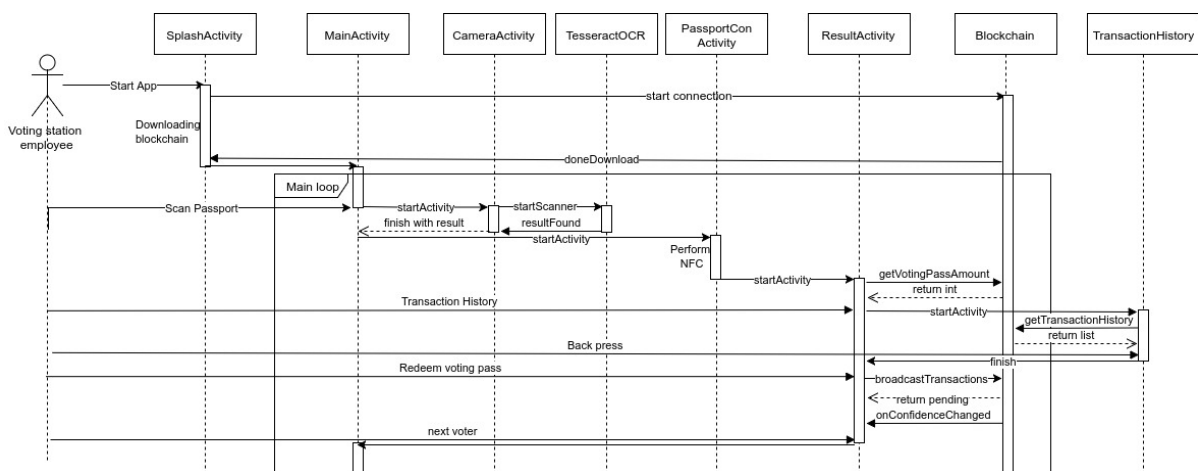 SplashActivity
MainActivity
CameraActivity
TesseractOCR
PassportCon
Activity
ResultActivity
Blockchain
TransactionHistory
Start App
start connection
Voting station
employee
Downloading
blockchain
doneDownload
Main loop
Scan Passport
startActivity
startScanner
finish with result
resultFound
startActivity
Perform
NFC
startActivity
getVotingPassAmount
return int
Transaction History
startActivity
getTransactionHistory
return list
Back press
finish
Redeem voting pass
broadcastTransactions
return pending
onConfidenceChanged
next voter